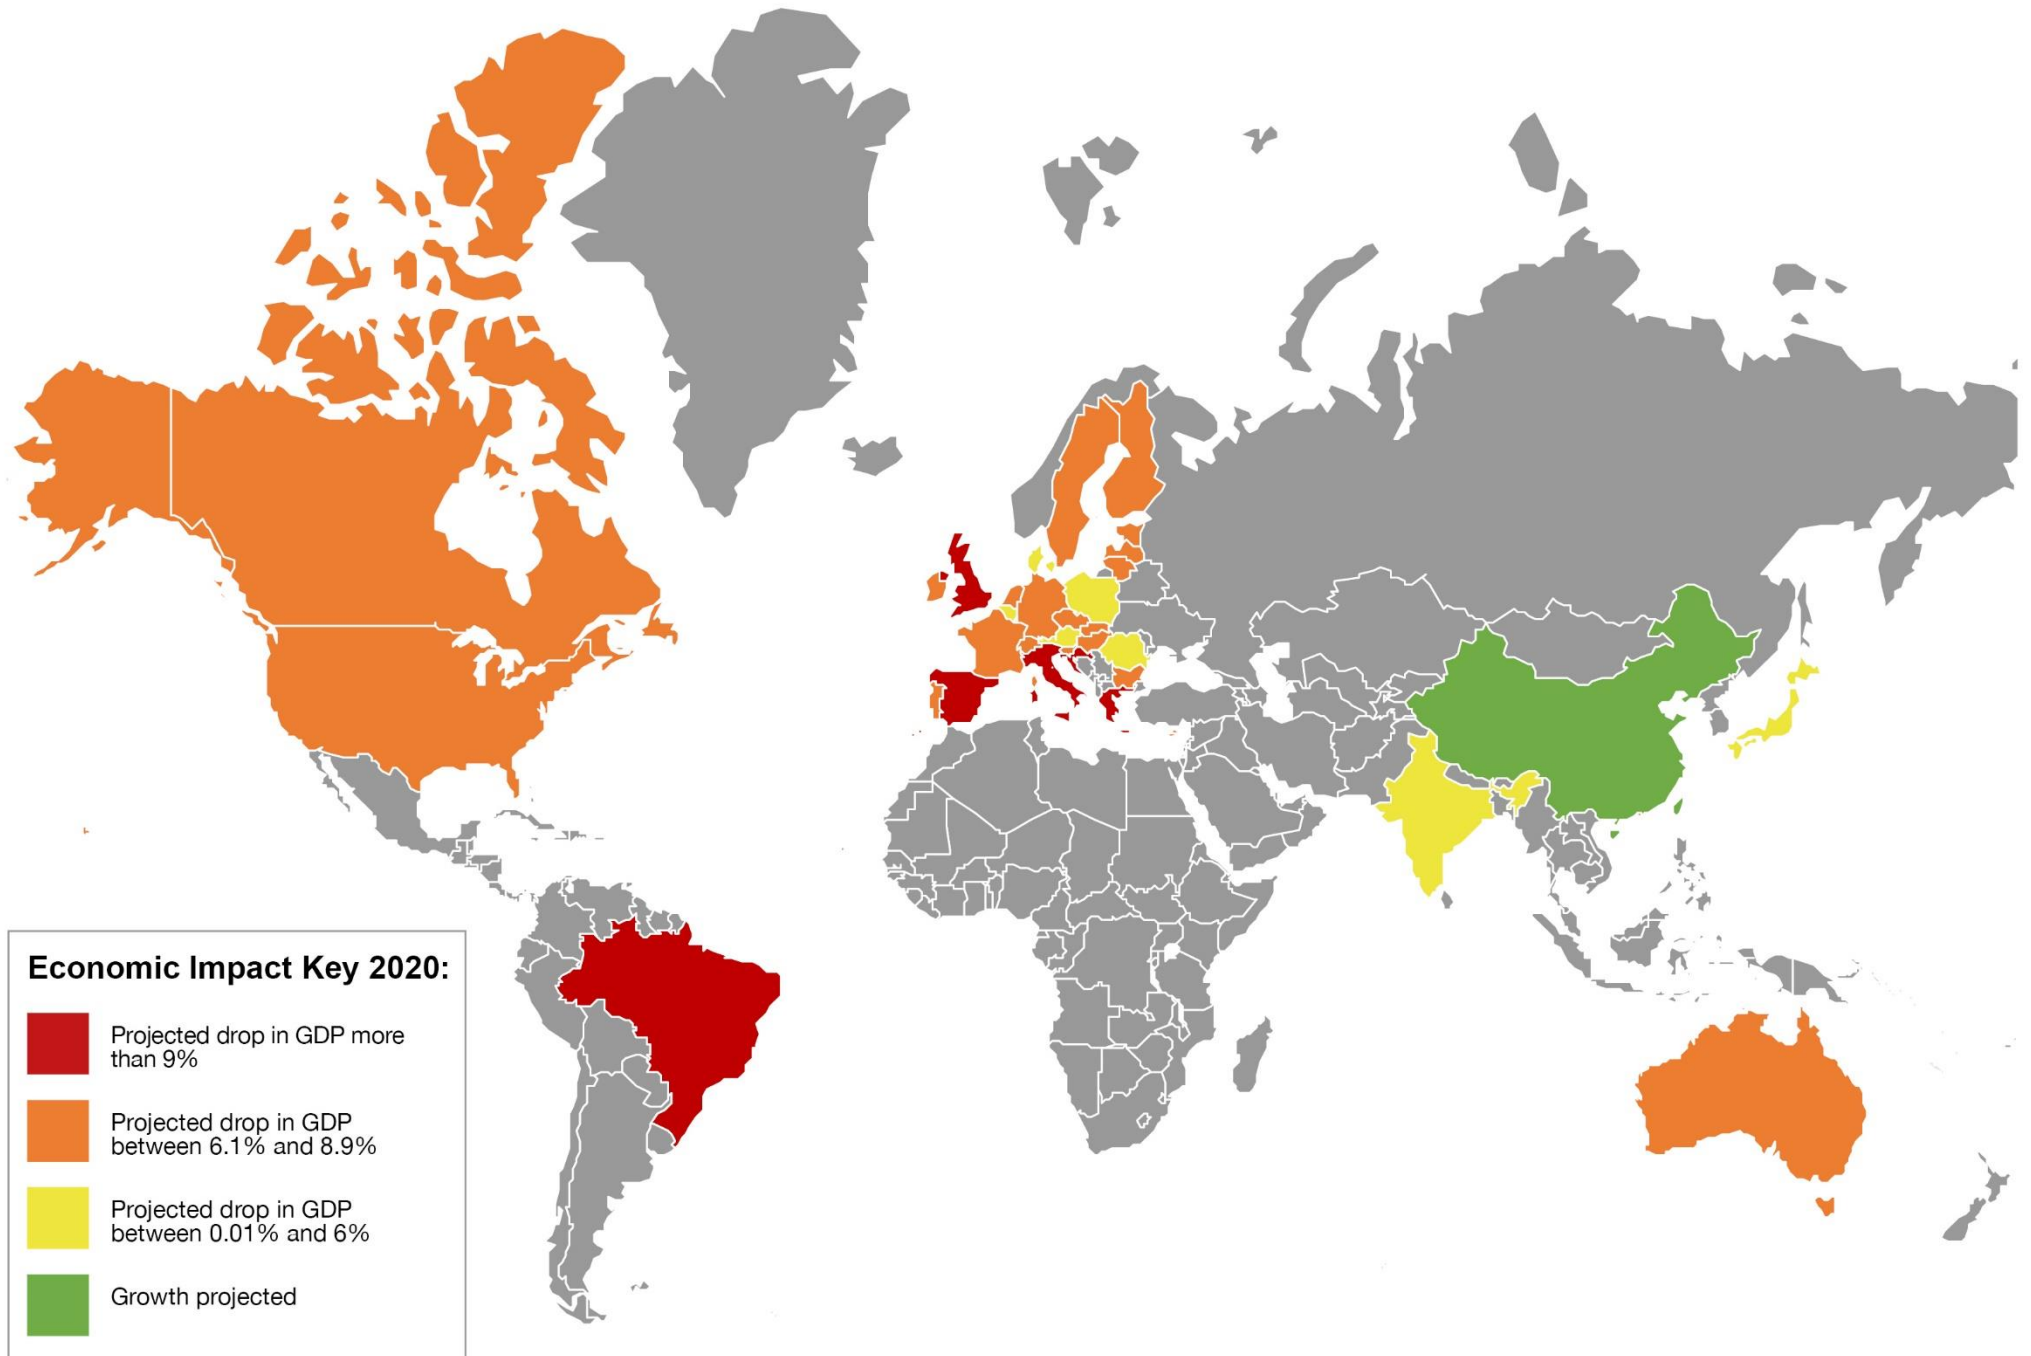 Economic Impact Key 2020:
Projected drop in GDP more
than 9%
Projected drop in GDP
between 6.1% and 8.9%
Projected drop in GDP
between 0.01% and 6%
Growth projected